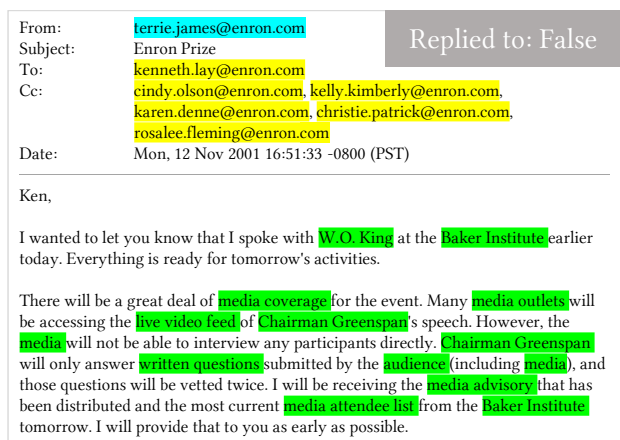 From: terrie.james@enron.com
Replied to: False
Subject: Enron Prize
To: kenneth.lay@enron.com
Cc: cindy.olson@enron.com, kelly.kimberly@enron.com,
karen.denne@enron.com, christie.patrick@enron.com,
rosalee.fleming@enron.com
Date: Mon, 12 Nov 2001 16:51:33 -0800 (PST)
Ken,
I wanted to let you know that I spoke with W.O. King at the Baker Institute earlier
today. Everything is ready for tomorrow's activities.
There will be a great deal of media coverage for the event. Many media outlets will
be accessing the live video feed of Chairman Greenspan's speech. However, the
media will not be able to interview any participants directly. Chairman Greenspan
will only answer written questions submitted by the audience (including media), and
those questions will be vetted twice. I will be receiving the media advisory that has
been distributed and the most current media attendee list from the Baker Institute
tomorrow. I will provide that to you as early as possible.